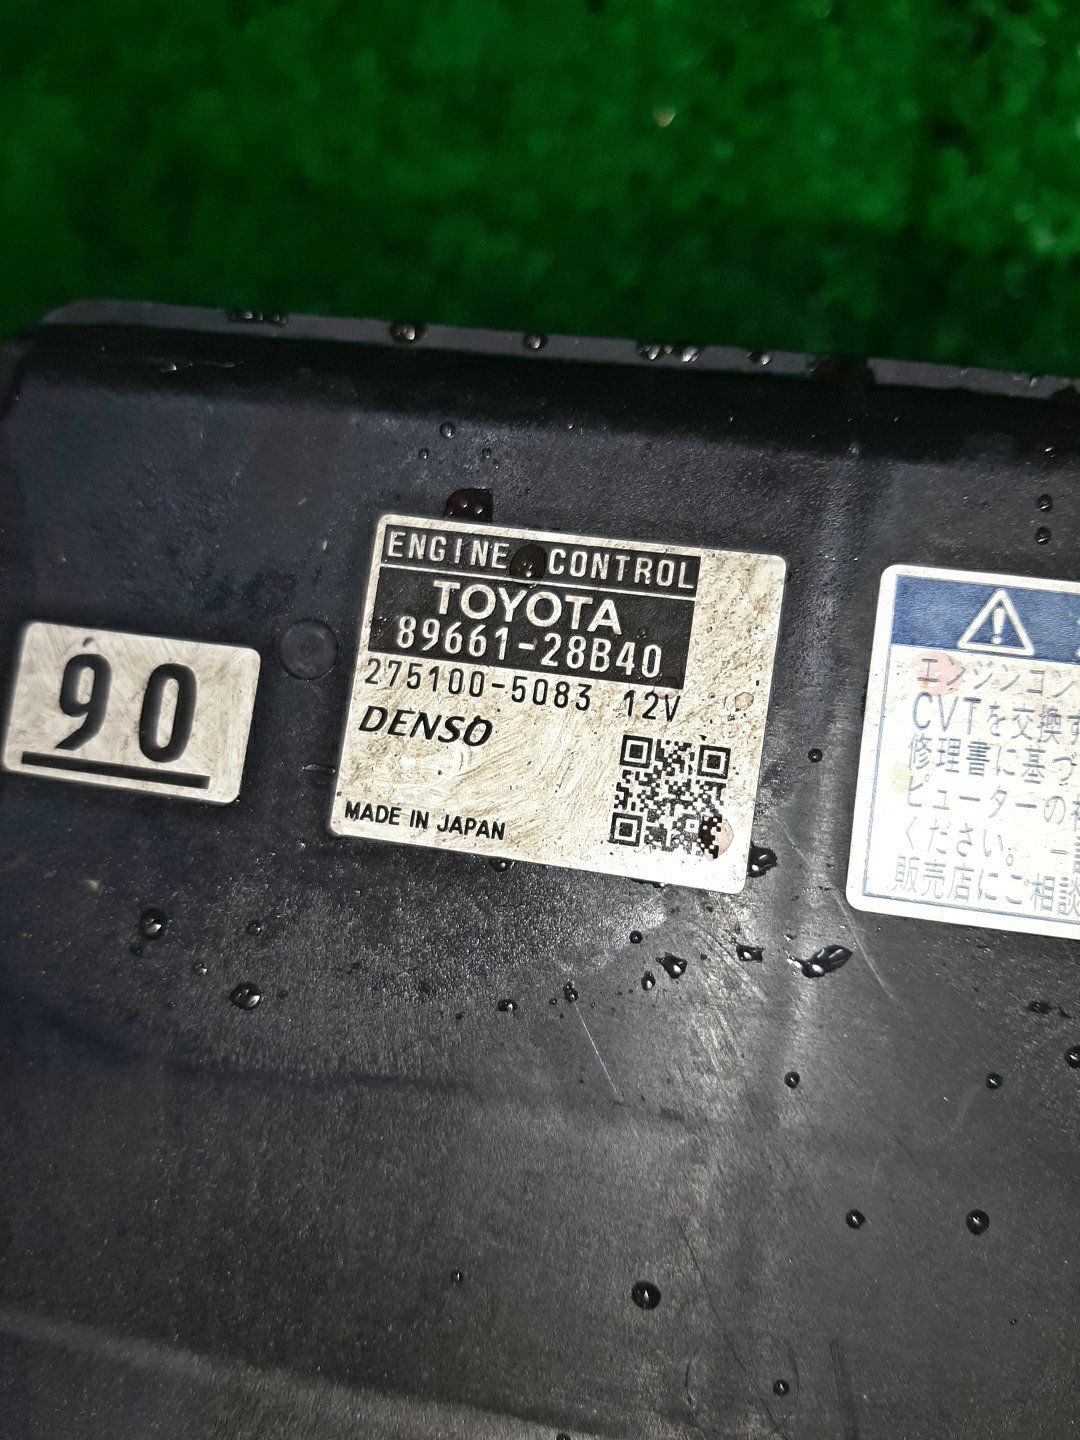 90
ENGINE CONTROL
TOYOTA
89661-28B40
275100-5083 12V
DENSO
MADE IN JAPAN
エンジンコン
CVTを交換す
修理書に基づ
ピューターの
ください。
販売店にご相談